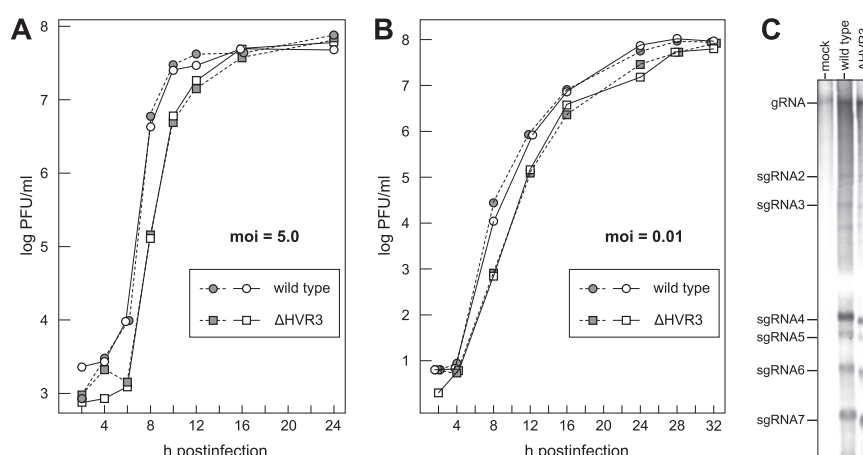 A
8
7
6
5
4
3
log PFU/ml
moi = 5.0
wild type
ΔHVR3
4 8 12 16 20 24
h postinfection
B
8
7
6
5
4
3
2
1
log PFU/ml
moi = 0.01
wild type
ΔHVR3
4 8 12 16 20 24 28 32
h postinfection
C
mock
wild type
ΔHVR3
gRNA
sgRNA2
sgRNA3
sgRNA4
sgRNA5
sgRNA6
sgRNA7